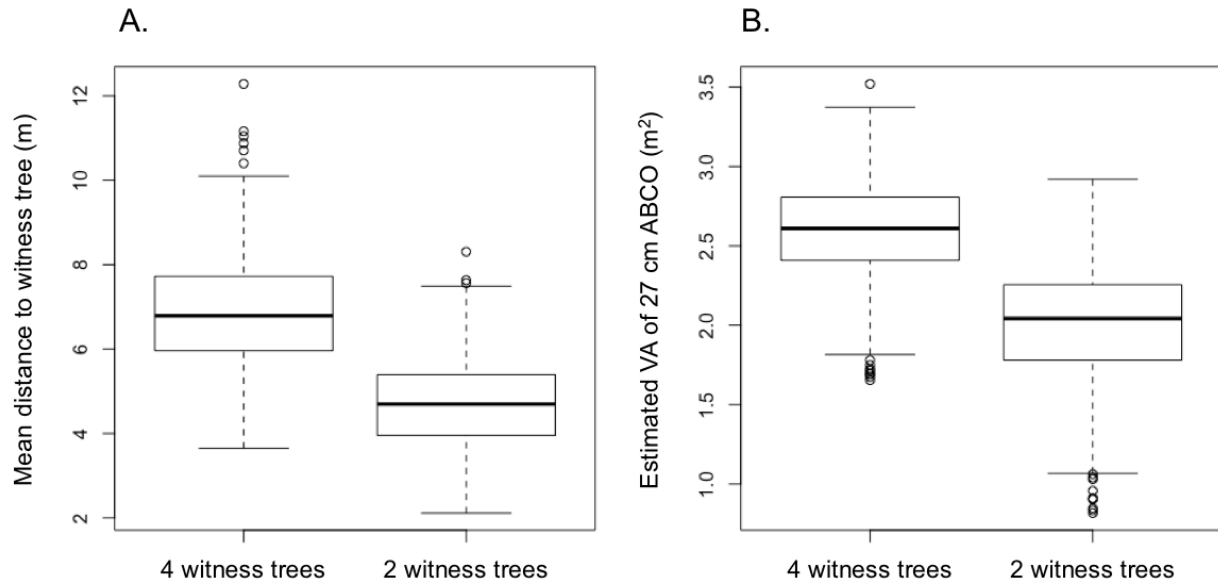 A.
Mean distance to witness tree (m)
12
10
8
6
4
2
4 witness trees
2 witness trees
B.
Estimated VA of 27 cm ABCO (m²)
3.5
3.0
2.5
2.0
1.5
1.0
4 witness trees
2 witness trees